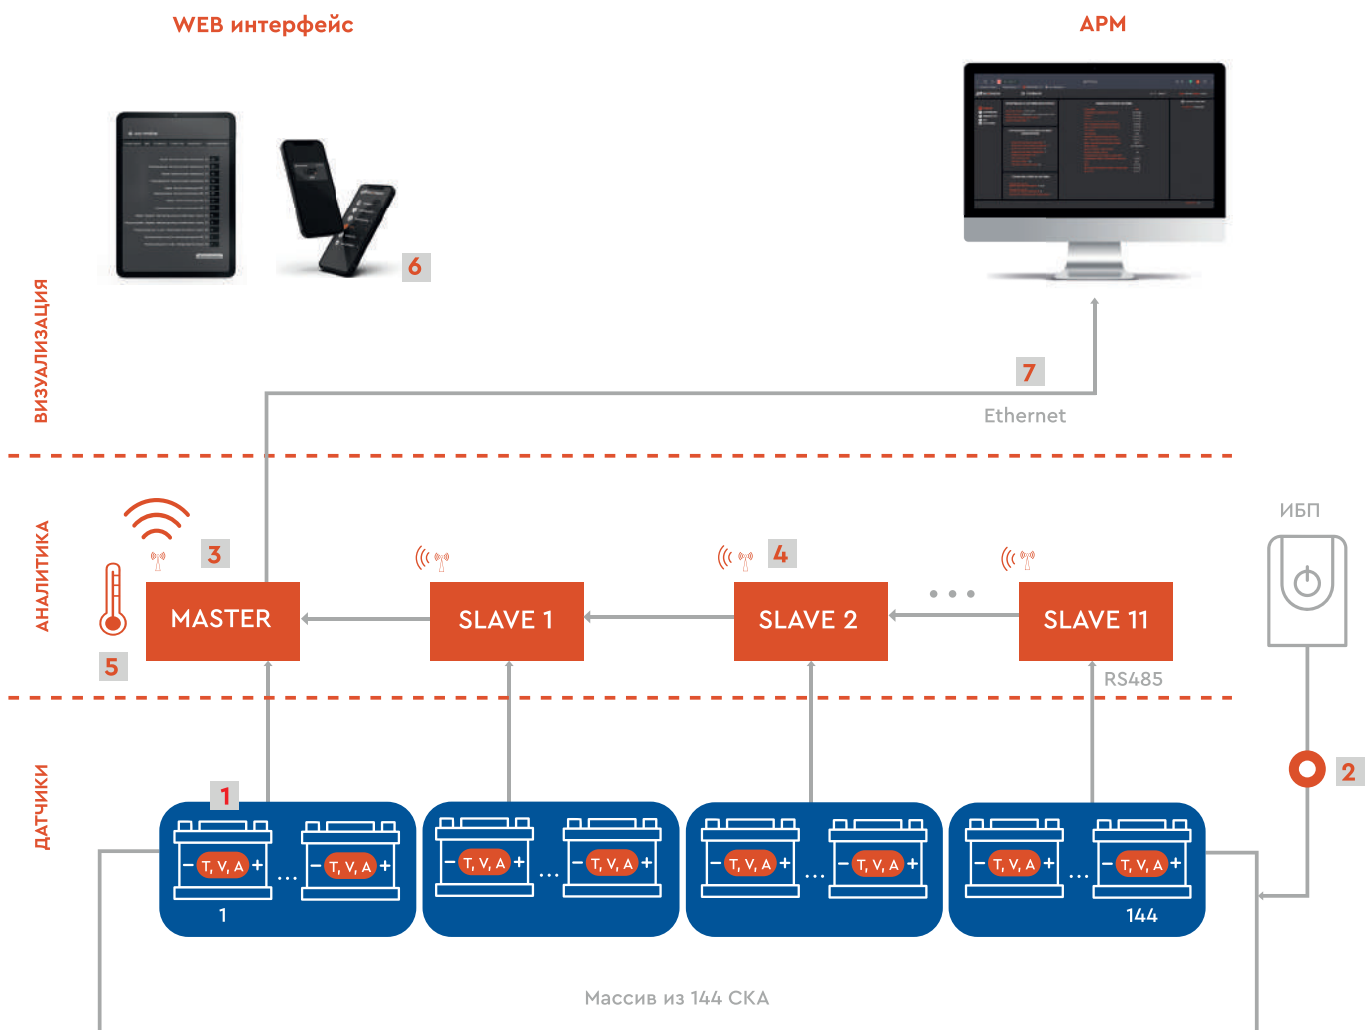 WEB интерфейс
АРМ
6
ВИЗУАЛИЗАЦИЯ
7
Ethernet
АНАЛИТИКА
ИБП
3
4
MASTER
SLAVE 1
SLAVE 2
SLAVE 11
5
RS485
ДАТЧИКИ
2
1
– T, V, A +
... – T, V, A +
– T, V, A +
... – T, V, A +
– T, V, A +
... – T, V, A +
– T, V, A +
... – T, V, A +
1
144
Массив из 144 СКА